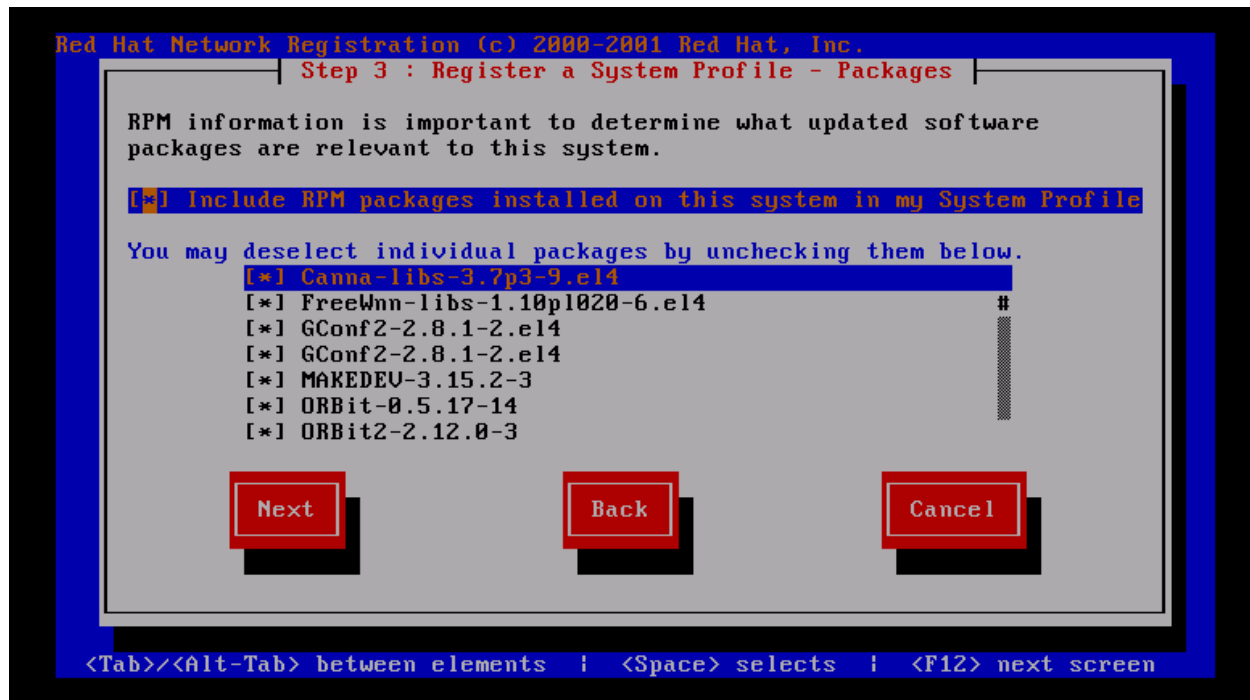 Red Hat Network Registration (c) 2000-2001 Red Hat, Inc.
Step 3 : Register a System Profile - Packages
RPM information is important to determine what updated software
packages are relevant to this system.
[*] Include RPM packages installed on this system in my System Profile
You may deselect individual packages by unchecking them below.
[*] Canna-libs-3.7p3-9.el4
[*] FreeWnn-libs-1.10pl020-6.el4 #
[*] GConf2-2.8.1-2.el4
[*] GConf2-2.8.1-2.el4
[*] MAKEDEV-3.15.2-3
[*] ORBit-0.5.17-14
[*] ORBit2-2.12.0-3
Next Back Cancel
<Tab>/<Alt-Tab> between elements | <Space> selects | <F12> next screen